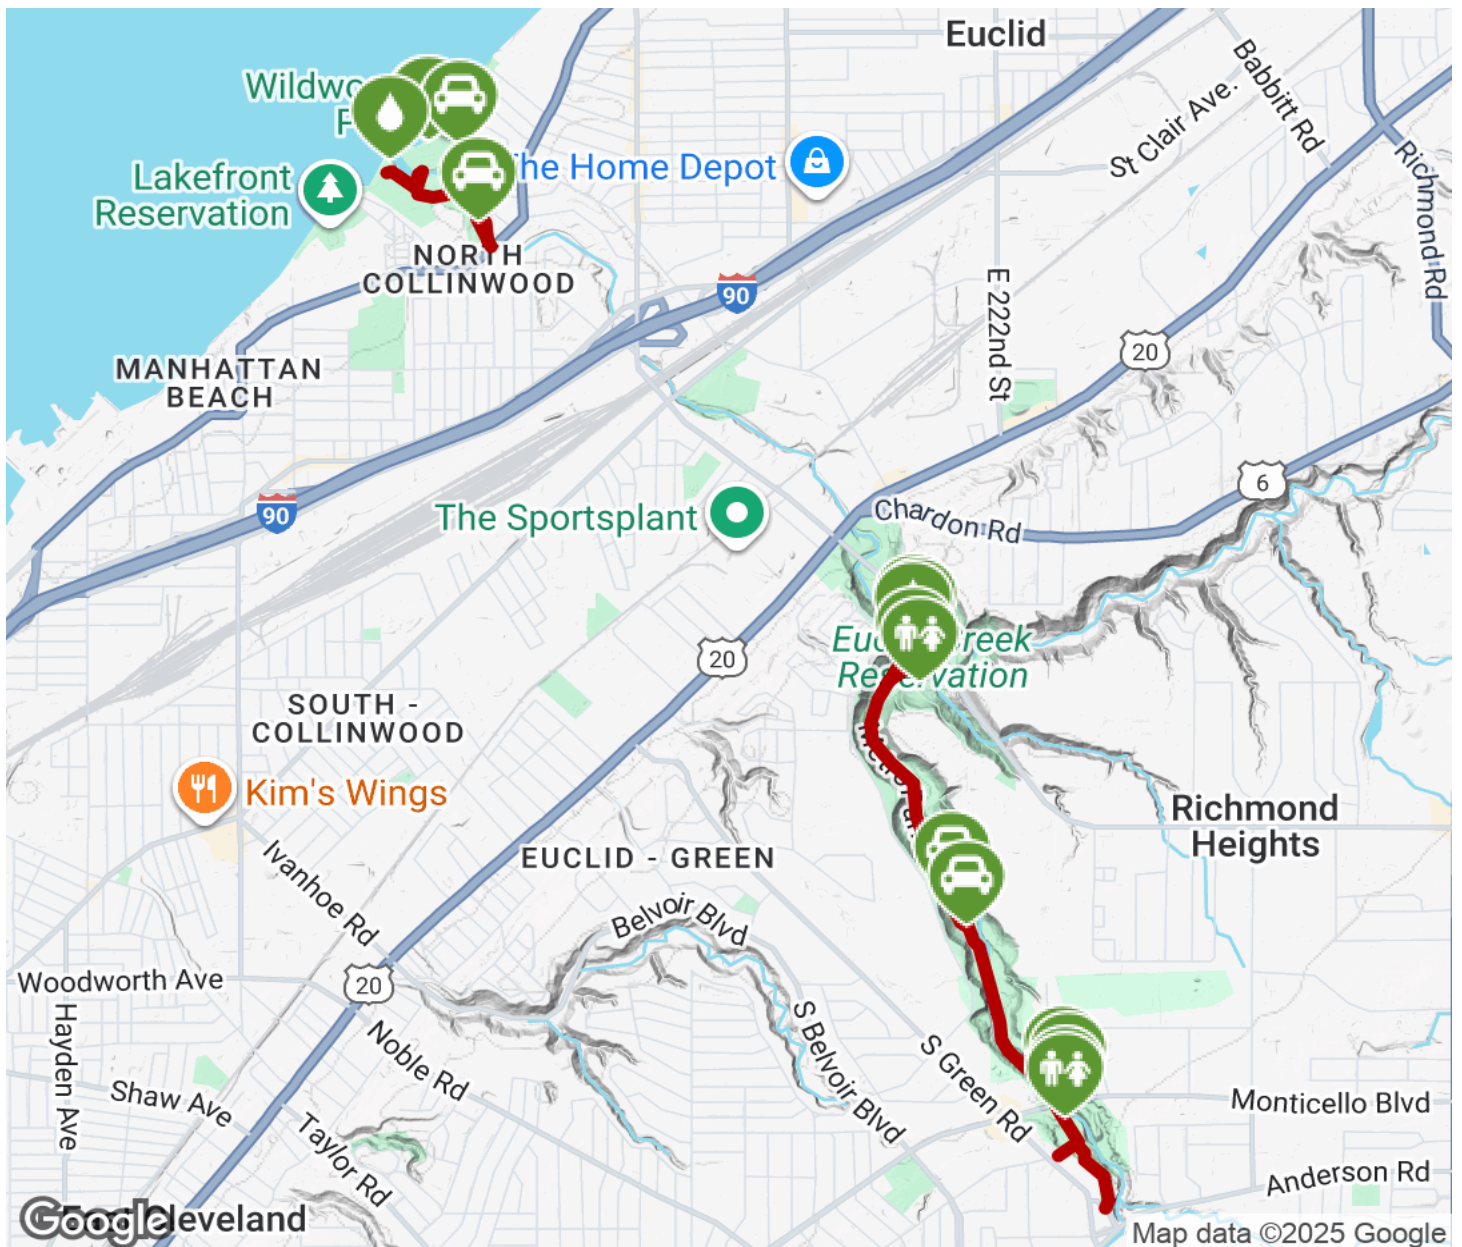 Euclid
Babbitt Rd
St Clair Ave.
Richmond Rd
Lakefront
Reservation
The Home Depot
NORTH
COLLINWOOD
90
E 222nd St
20
MANHATTAN
BEACH
6
90
The Sportsplant
Chardon Rd
20
Reservation
SOUTH -
COLLINWOOD
Kim's Wings
Richmond
Heights
EUCLID - GREEN
Ivanhoe Rd
Belvoir Blvd
Woodworth Ave
20
Hayden Ave
Noble Rd
S Belvoir Blvd
S Green Rd
Shaw Ave
Taylor Rd
Monticello Blvd
Anderson Rd
Google
Cleveland
Map data ©2025 Google